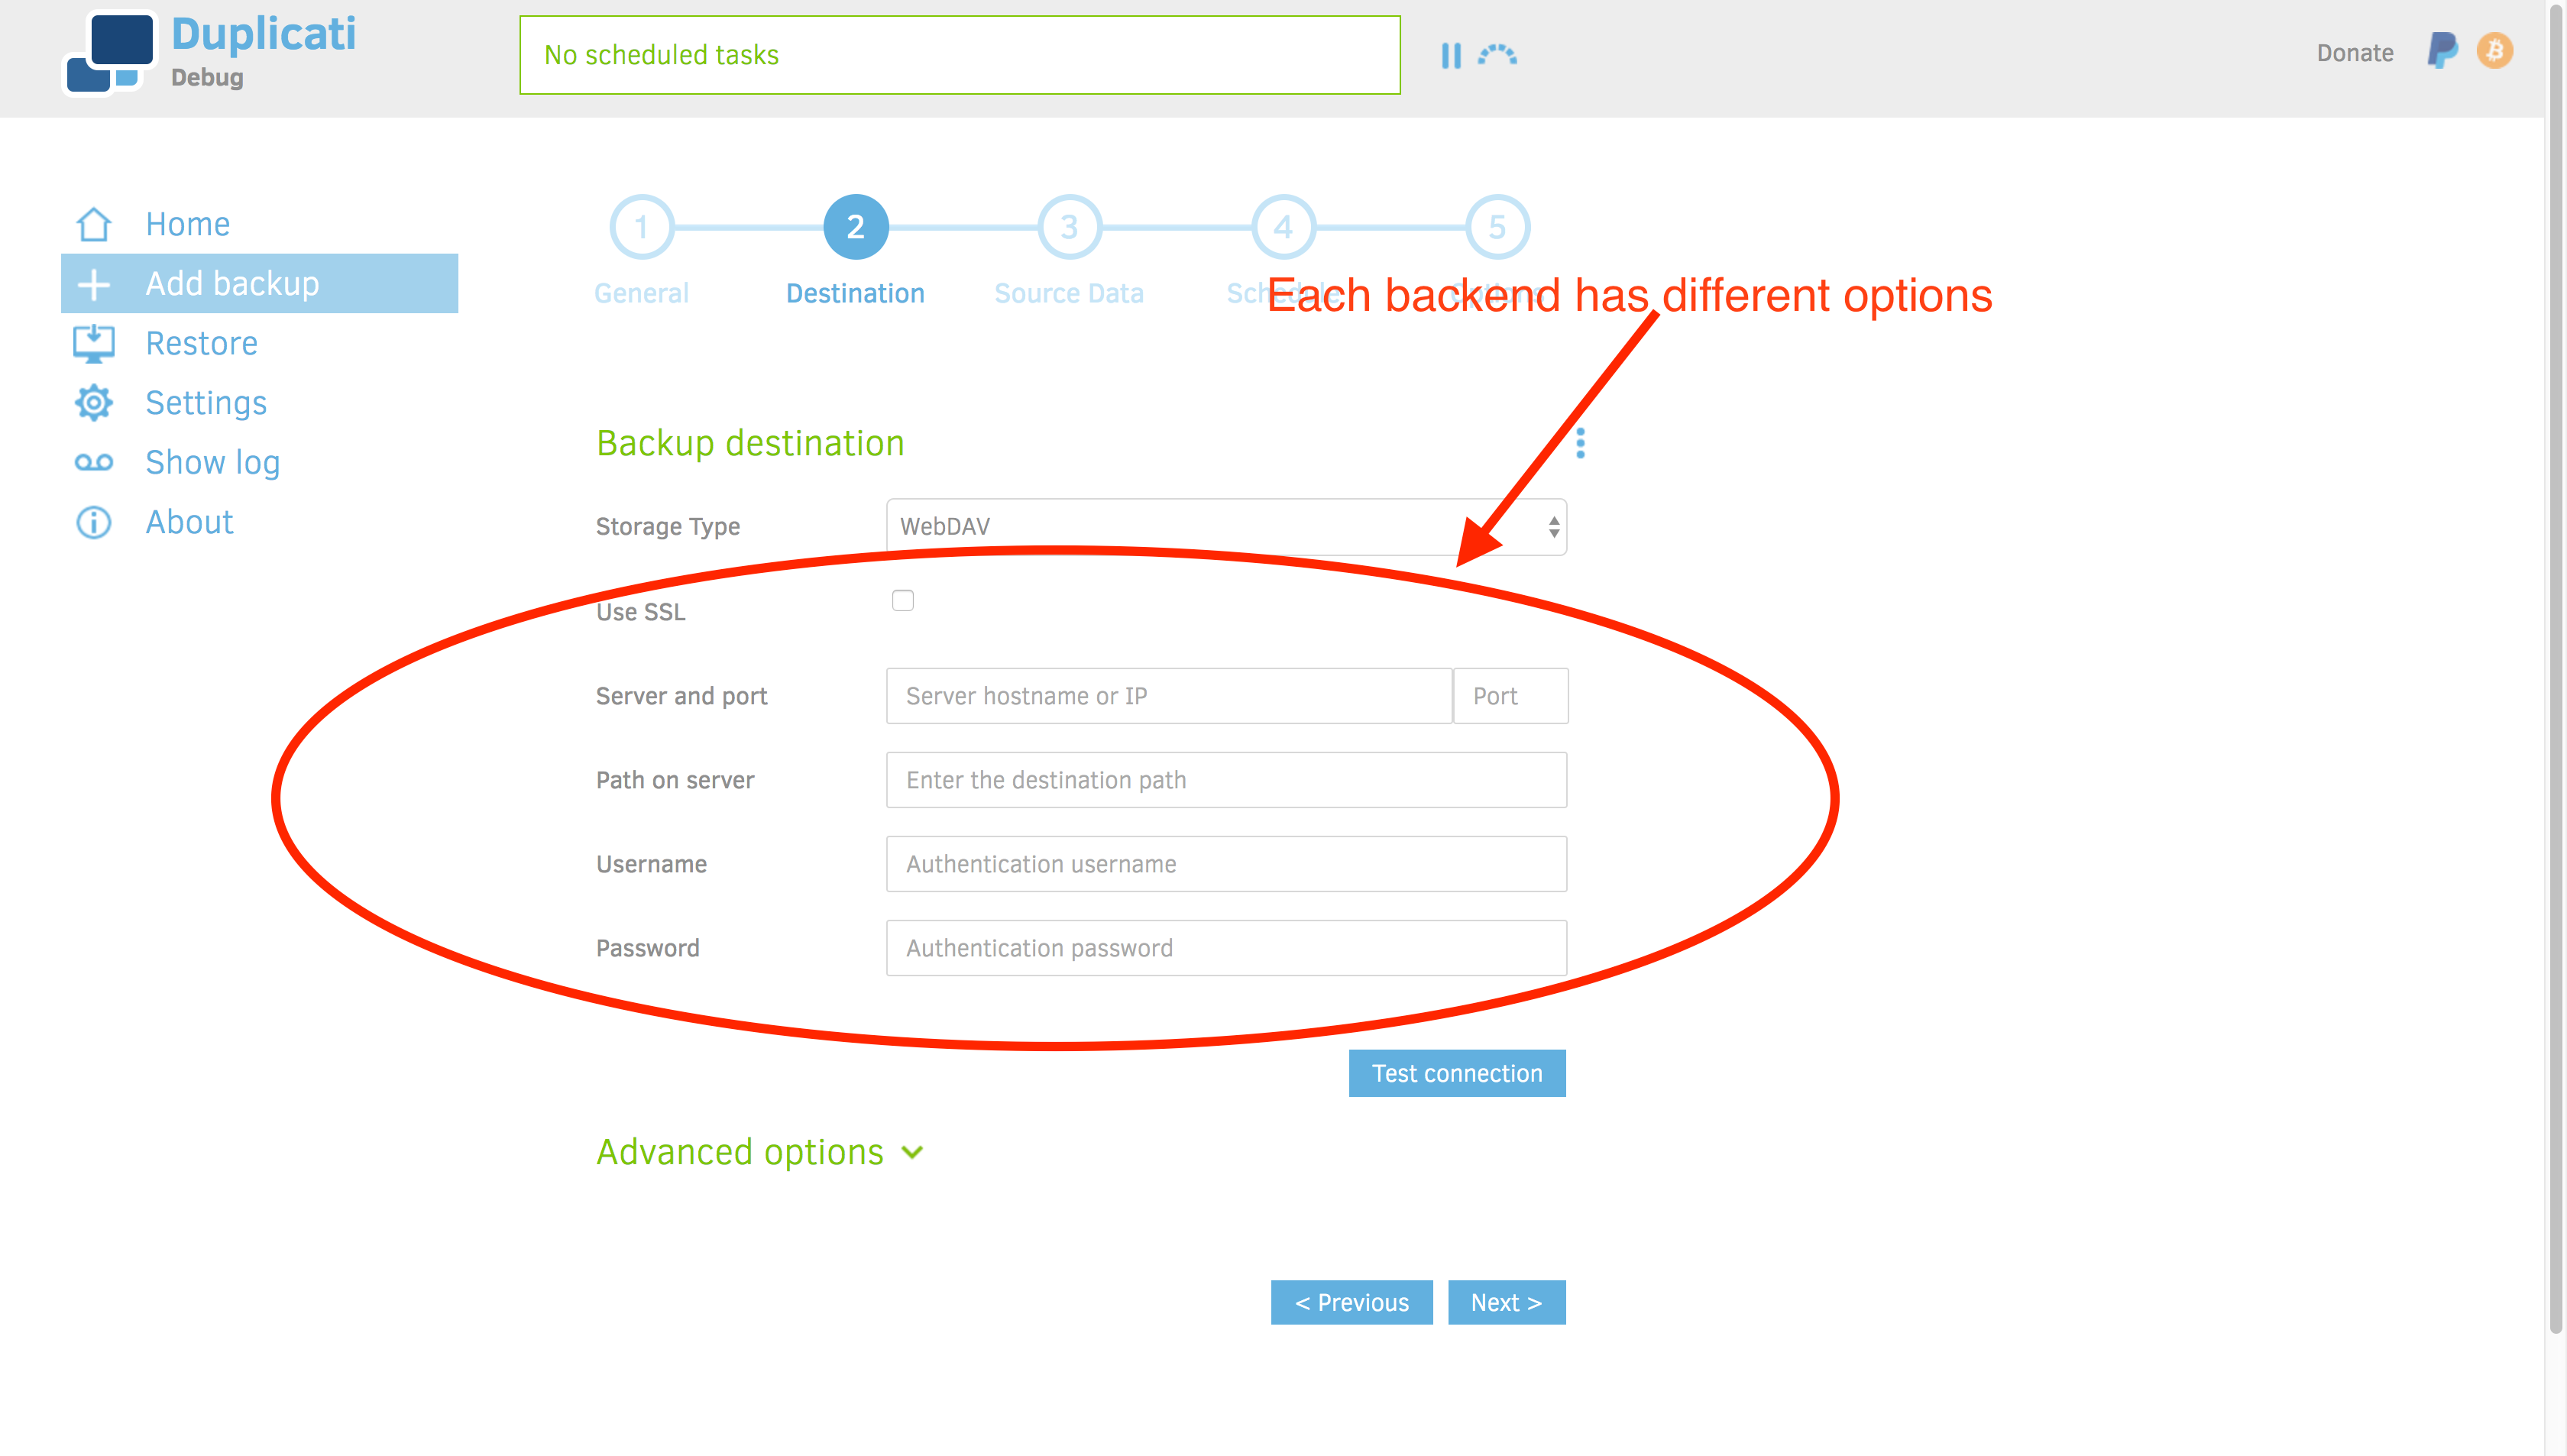 Duplicati
Debug
No scheduled tasks
Donate
Home
Add backup
Restore
Settings
Show log
About
1 2 3 4 5
General Destination Source Data Schedule Options
Each backend has different options
Backup destination
Storage Type WebDAV
Use SSL
Server and port Server hostname or IP Port
Path on server Enter the destination path
Username Authentication username
Password Authentication password
Test connection
Advanced options
< Previous Next >